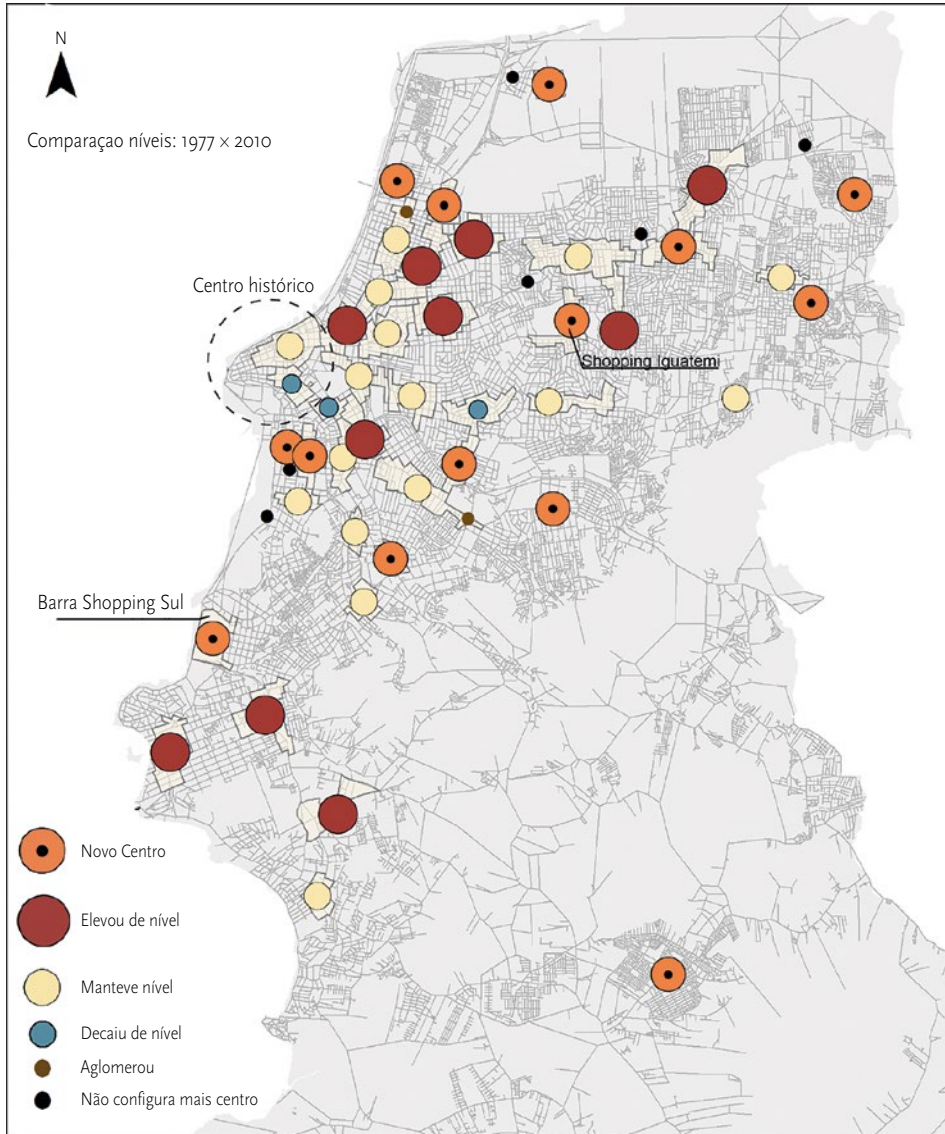 N
Comparaçao níveis: 1977 × 2010
Centro histórico
Shopping Iguatemi
Barra Shopping Sul
Novo Centro
Elevou de nível
Manteve nível
Decaiu de nível
Aglomerou
Não configura mais centro